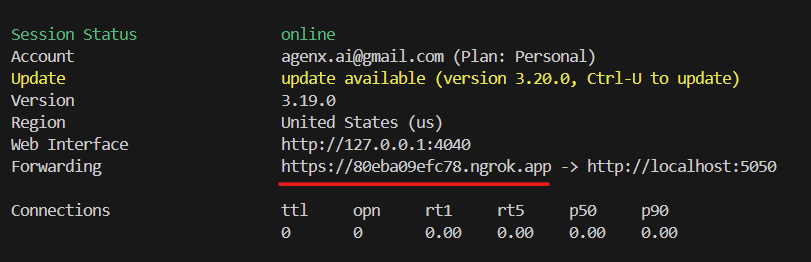 Session Status online
Account agenx.ai@gmail.com (Plan: Personal)
Update update available (version 3.20.0, Ctrl-U to update)
Version 3.19.0
Region United States (us)
Web Interface http://127.0.0.1:4040
Forwarding https://80eba09efc78.ngrok.app -> http://localhost:5050
Connections ttl opn rt1 rt5 p50 p90
0 0 0.00 0.00 0.00 0.00